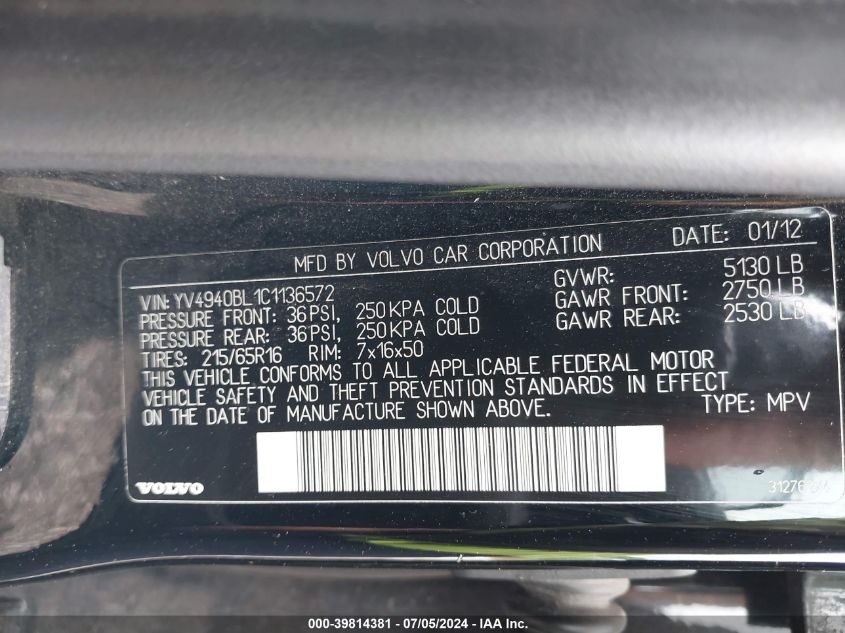 MFD BY VOLVO CAR CORPORATION DATE: 01/12
VIN: YV4940BL1C1136572 GVWR: 5130 LB
PRESSURE FRONT: 36PSI, 250KPA COLD GAWR FRONT: 2750 LB
PRESSURE REAR: 36PSI, 250KPA COLD GAWR REAR: 2530 LB
TIRES: 215/65R16 RIM: 7x16x50
THIS VEHICLE CONFORMS TO ALL APPLICABLE FEDERAL MOTOR
VEHICLE SAFETY AND THEFT PREVENTION STANDARDS IN EFFECT
ON THE DATE OF MANUFACTURE SHOWN ABOVE. TYPE: MPV
VOLVO
000-39814381 - 07/05/2024 - IAA Inc.